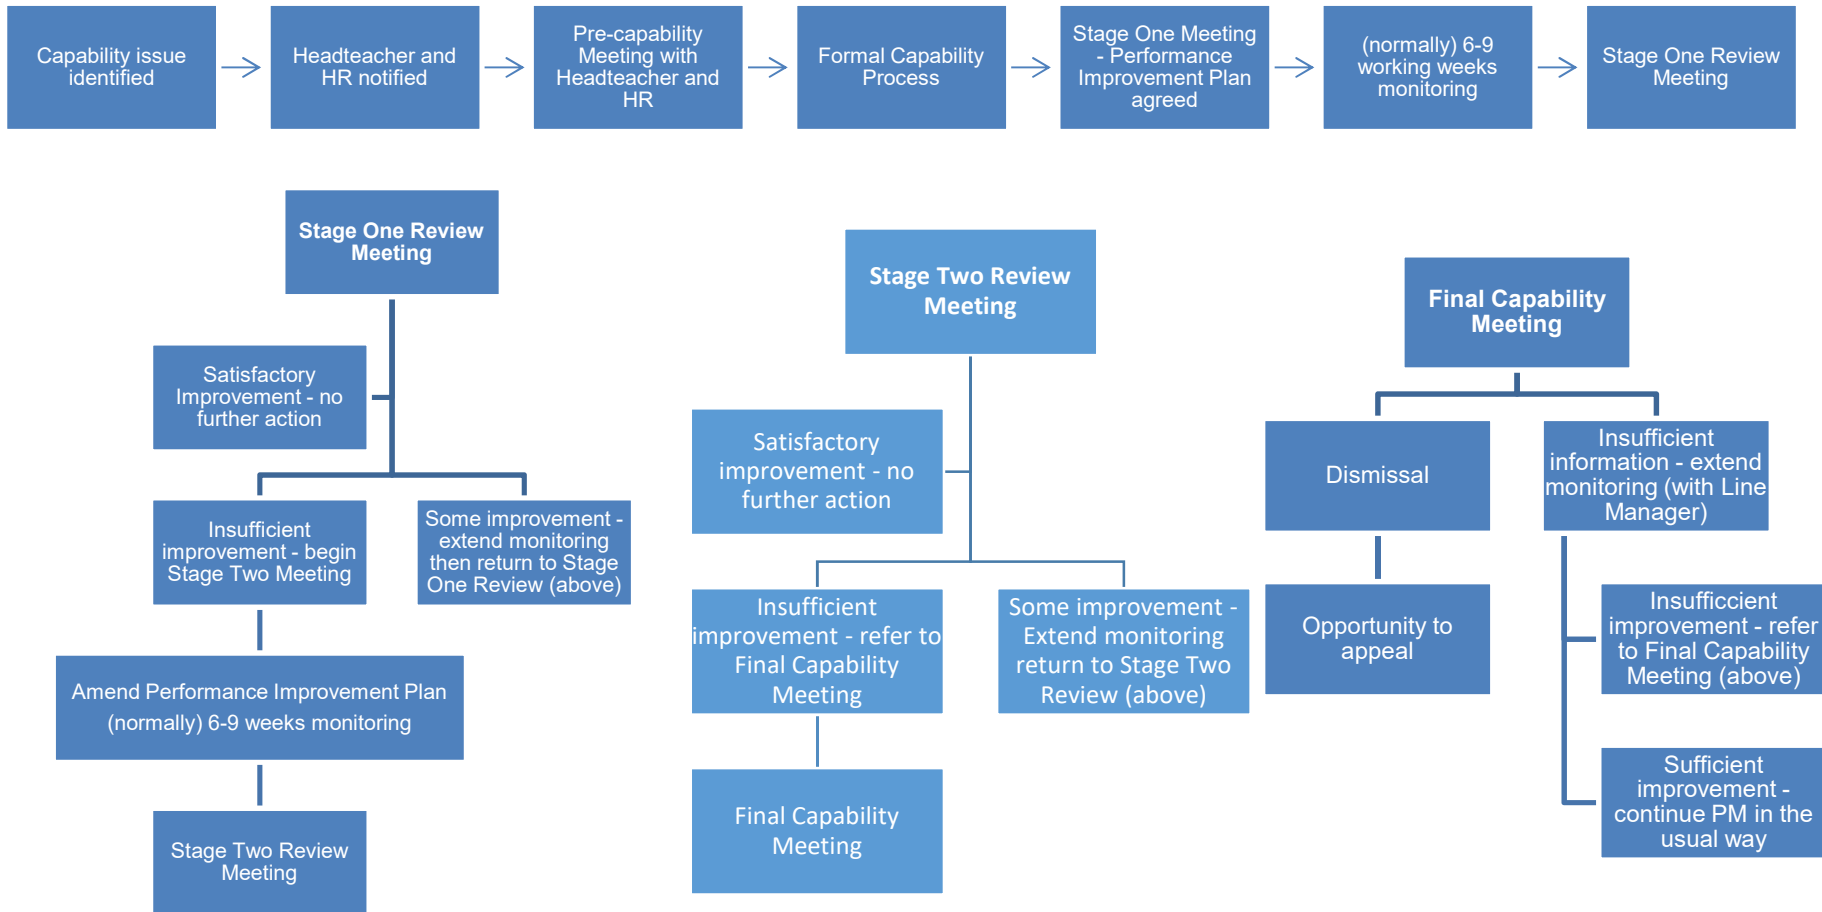 Capability issue
identified
Headteacher and
HR notified
Pre-capability
Meeting with
Headteacher and
HR
Formal Capability
Process
Stage One Meeting
- Performance
Improvement Plan
agreed
(normally) 6-9
working weeks
monitoring
Stage One Review
Meeting
Stage One Review
Meeting
Satisfactory
Improvement - no
further action
Insufficient
improvement - begin
Stage Two Meeting
Some improvement -
extend monitoring
then return to Stage
One Review (above)
Amend Performance Improvement Plan
(normally) 6-9 weeks monitoring
Stage Two Review
Meeting
Stage Two Review
Meeting
Satisfactory
improvement - no
further action
Insufficient
improvement - refer to
Final Capability
Meeting
Some improvement -
Extend monitoring
return to Stage Two
Review (above)
Final Capability
Meeting
Final Capability
Meeting
Dismissal
Opportunity to
appeal
Insufficient
information - extend
monitoring (with Line
Manager)
Insufficcient
improvement - refer
to Final Capability
Meeting (above)
Sufficient
improvement -
continue PM in the
usual way